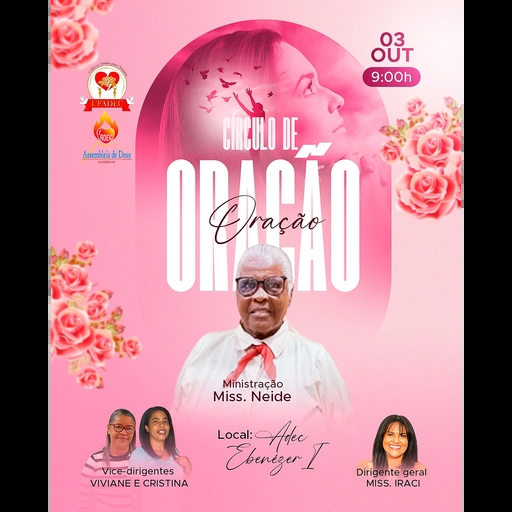 03
OUT
9:00h
UFADEC
Assembleia de Deus
CÍRCULO DE
ORAÇÃO
Oração
Ministração
Miss. Neide
Local: Adec
Ebenézer I
Vice-dirigentes
VIVIANE E CRISTINA
Dirigente geral
MISS. IRACI